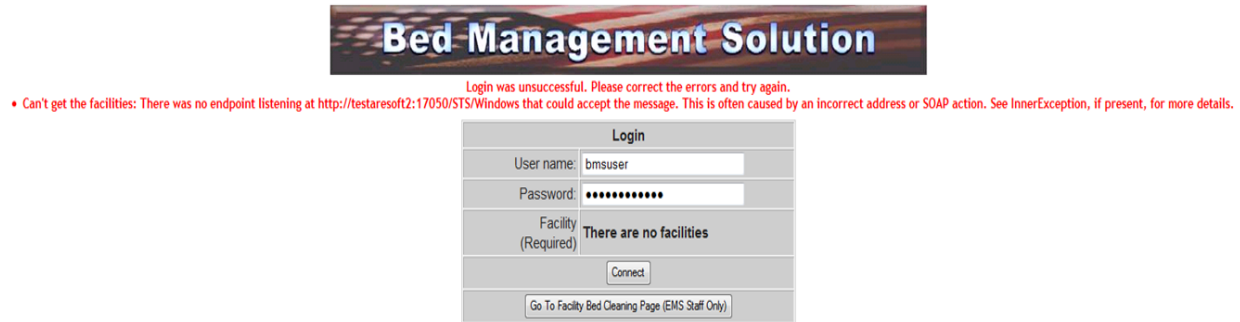 Bed Management Solution
Login was unsuccessful. Please correct the errors and try again.
• Can't get the facilities: There was no endpoint listening at http://testaresoft2:17050/STS/Windows that could accept the message. This is often caused by an incorrect address or SOAP action. See InnerException, if present, for more details.
Login
User name: bmsuser
Password: ••••••••••••
Facility
(Required) There are no facilities
Connect
Go To Facility Bed Cleaning Page (EMS Staff Only)